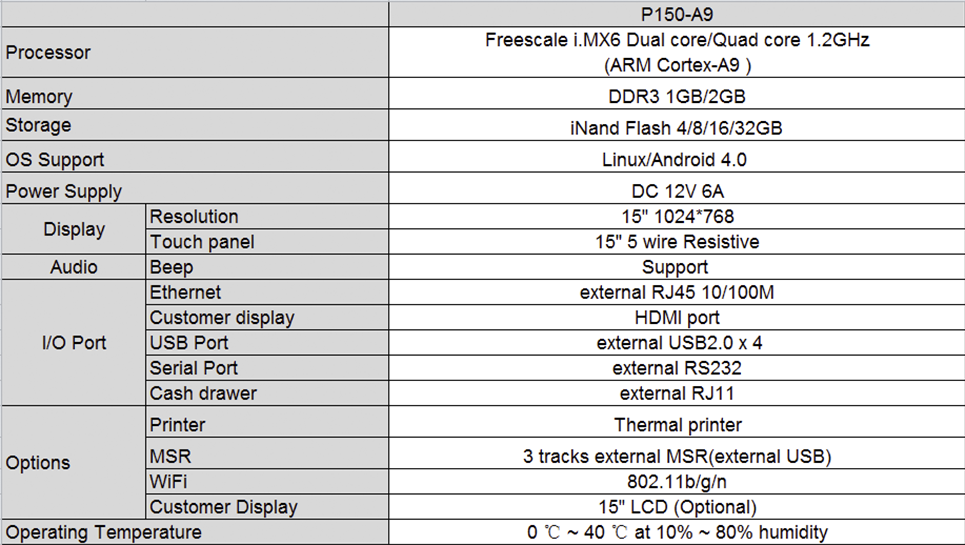 P150-A9
Processor
Freescale i.MX6 Dual core/Quad core 1.2GHz
(ARM Cortex-A9 )
Memory
DDR3 1GB/2GB
Storage
iNand Flash 4/8/16/32GB
OS Support
Linux/Android 4.0
Power Supply
DC 12V 6A
Display
Resolution
15" 1024*768
Touch panel
15" 5 wire Resistive
Audio
Beep
Support
I/O Port
Ethernet
external RJ45 10/100M
Customer display
HDMI port
USB Port
external USB2.0 x 4
Serial Port
external RS232
Cash drawer
external RJ11
Options
Printer
Thermal printer
MSR
3 tracks external MSR(external USB)
WiFi
802.11b/g/n
Customer Display
15" LCD (Optional)
Operating Temperature
0 ℃ ~ 40 ℃ at 10% ~ 80% humidity